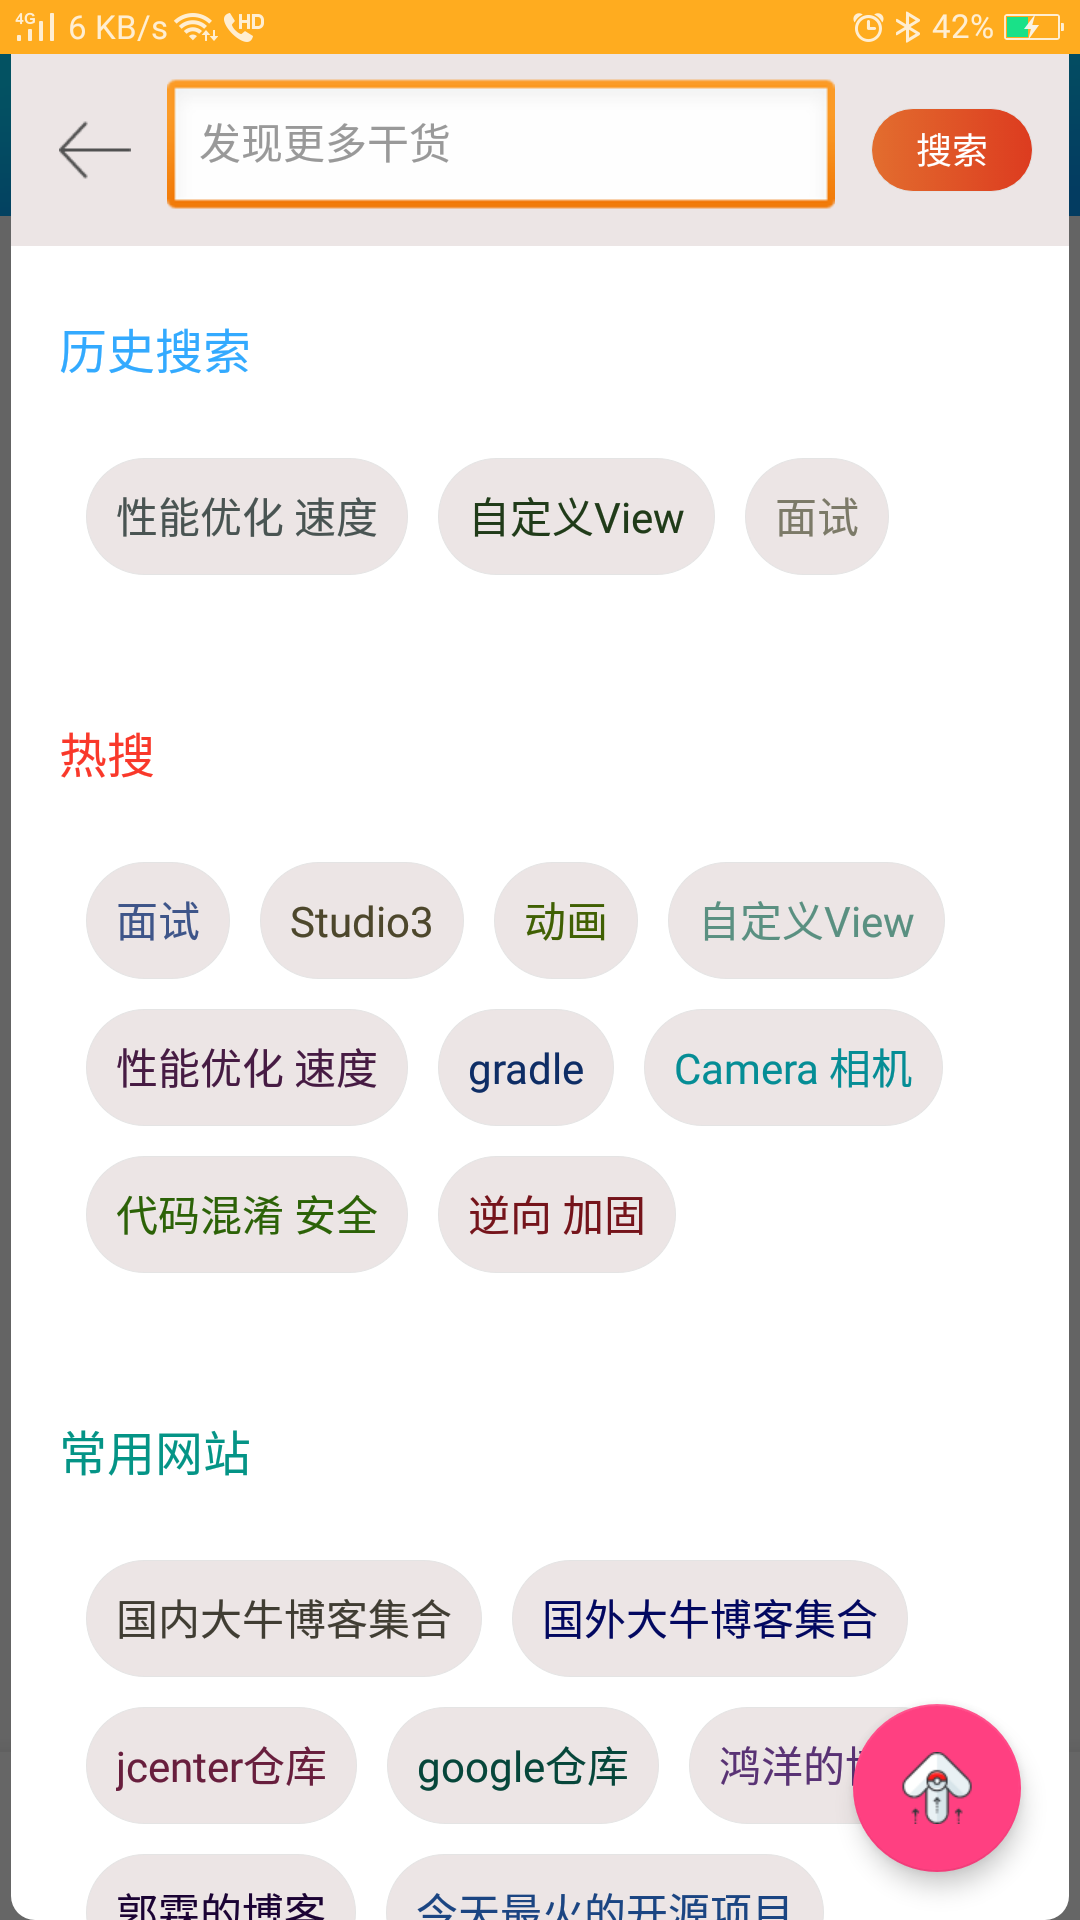 4G 6 KB/s HD 42%
发现更多干货 搜索
历史搜索
性能优化 速度 自定义View 面试
热搜
面试 Studio3 动画 自定义View
性能优化 速度 gradle Camera 相机
代码混淆 安全 逆向 加固
常用网站
国内大牛博客集合 国外大牛博客集合
jcenter仓库 google仓库 鸿洋的
郭霖的博客 今天最火的开源项目